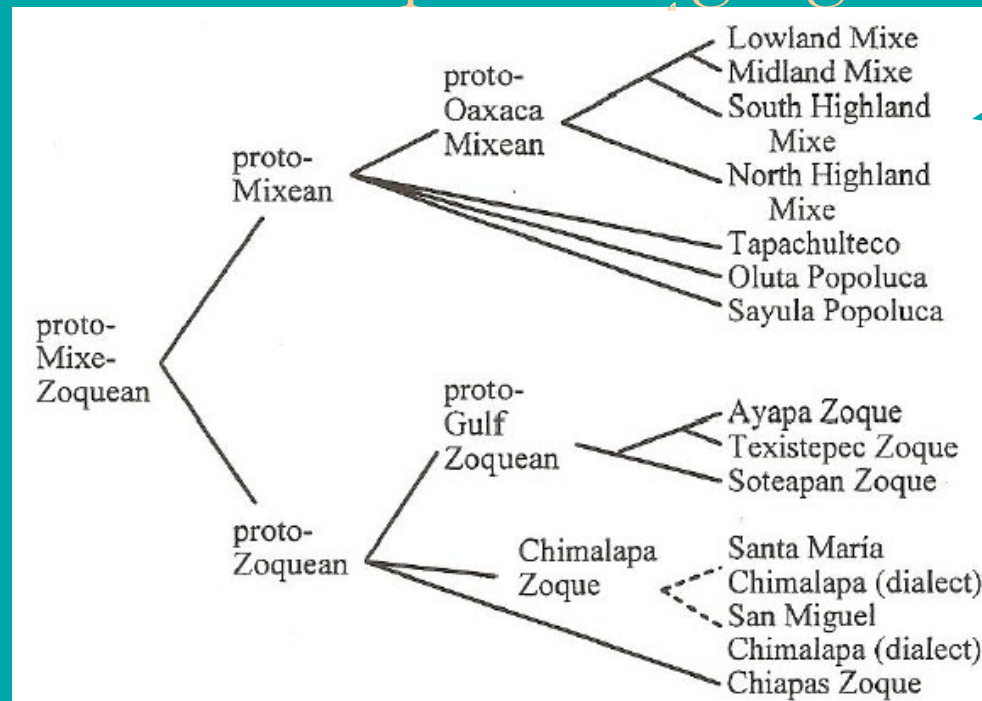 Lowland Mixe
Midland Mixe
South Highland
Mixe
North Highland
Mixe
Tapachulteco
Oluta Popoluca
Sayula Popoluca
proto-
Oaxaca
Mixean
proto-
Mixean
proto-
Mixe-
Zoquean
proto-
Gulf
Zoquean
Ayapa Zoque
Texistepec Zoque
Soteapan Zoque
proto-
Zoquean
Chimalapa
Zoque
Santa María
Chimalapa (dialect)
San Miguel
Chimalapa (dialect)
Chiapas Zoque